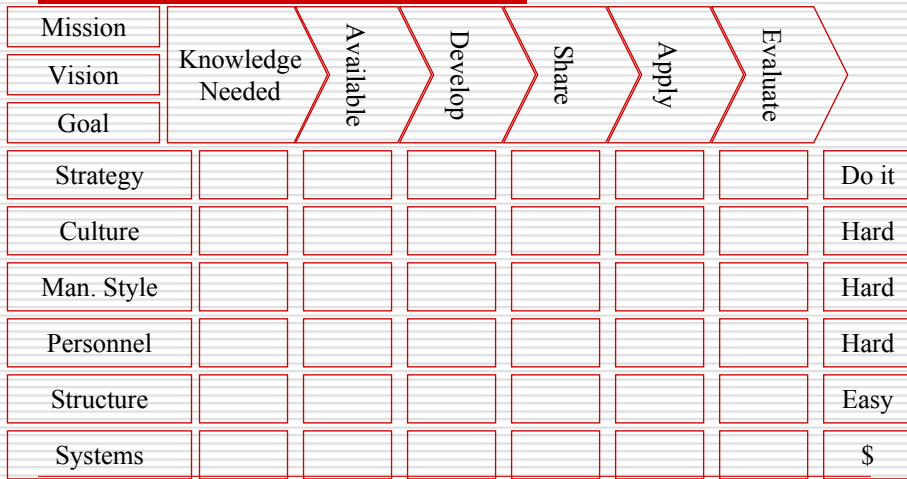 Mission
Vision
Goal
Knowledge
Needed
Available
Develop
Share
Apply
Evaluate
Strategy
Do it
Culture
Hard
Man. Style
Hard
Personnel
Hard
Structure
Easy
Systems
$